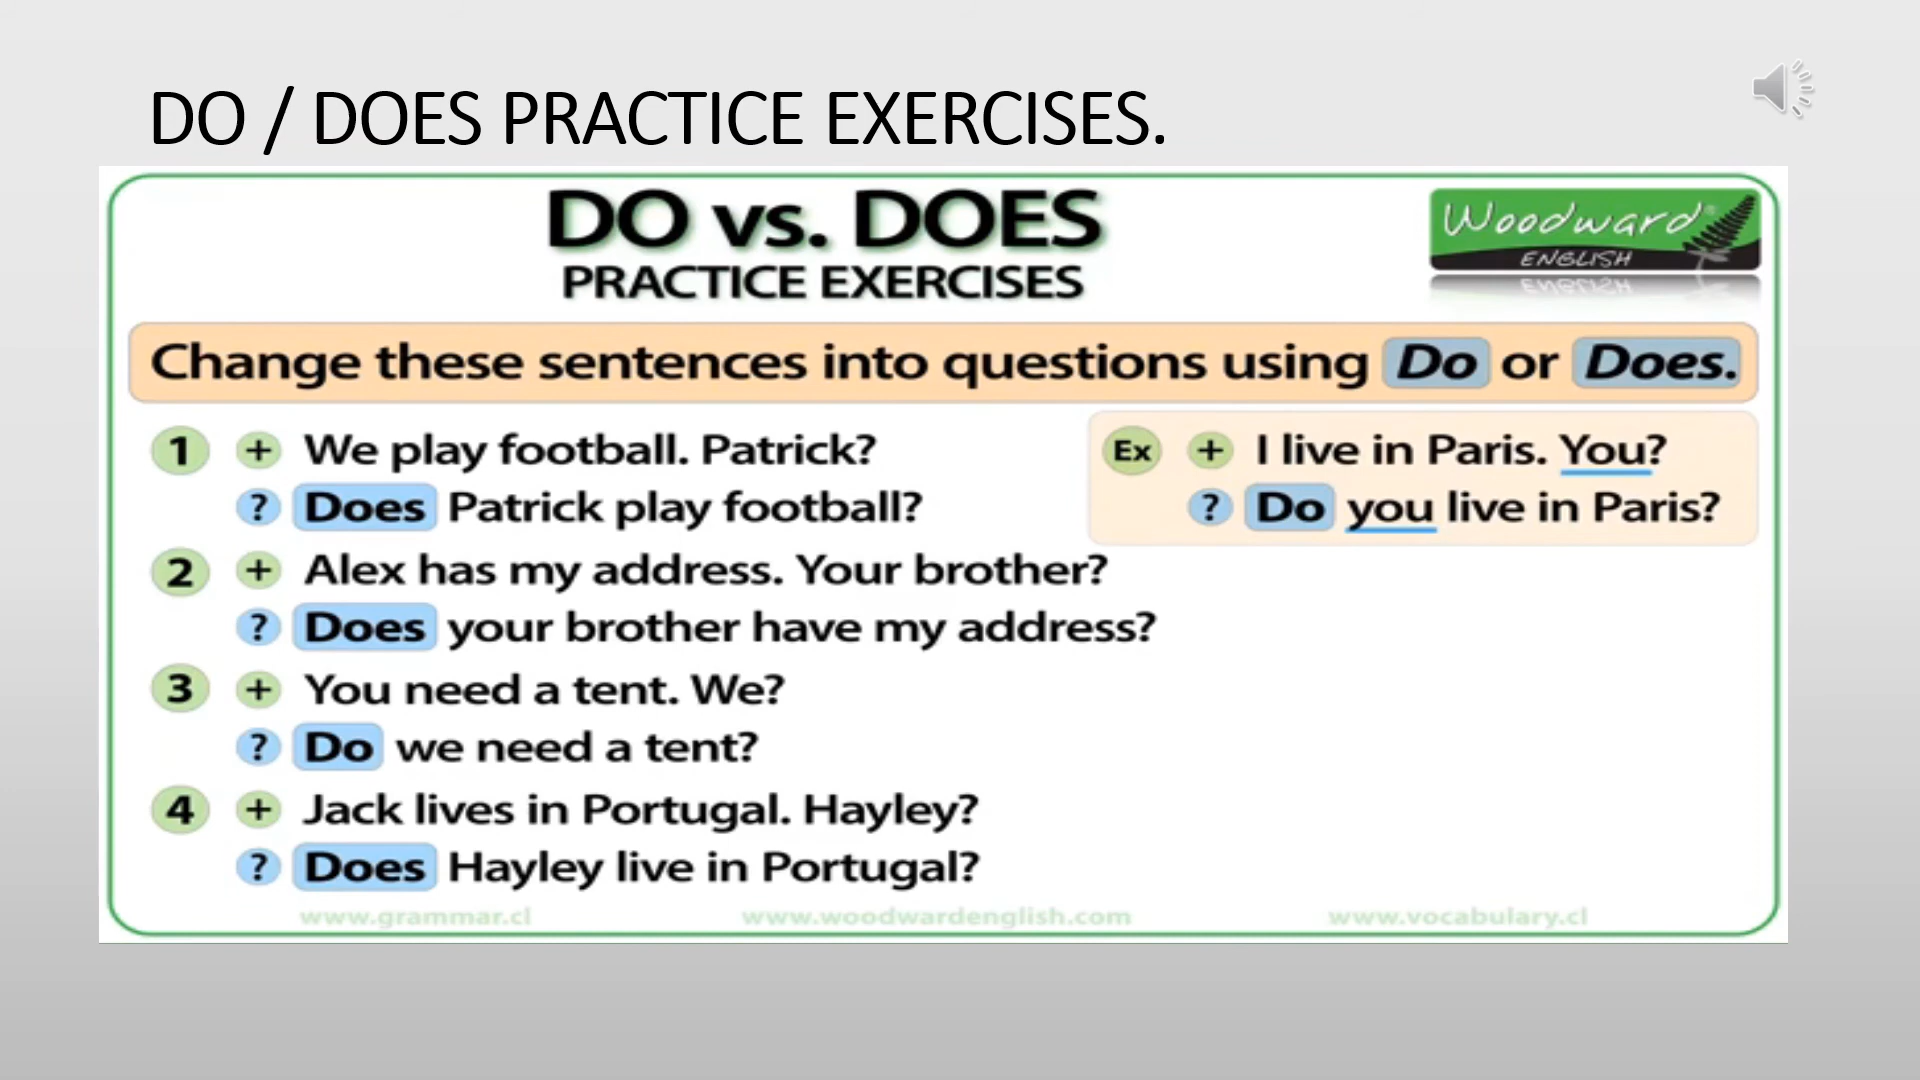 DO / DOES PRACTICE EXERCISES.
DO vs. DOES
PRACTICE EXERCISES
Woodward®
ENGLISH
Change these sentences into questions using Do or Does.
1 + We play football. Patrick?
? Does Patrick play football?
Ex + I live in Paris. You?
? Do you live in Paris?
2 + Alex has my address. Your brother?
? Does your brother have my address?
3 + You need a tent. We?
? Do we need a tent?
4 + Jack lives in Portugal. Hayley?
? Does Hayley live in Portugal?
www.grammar.cl www.woodwardenglish.com www.vocabulary.cl